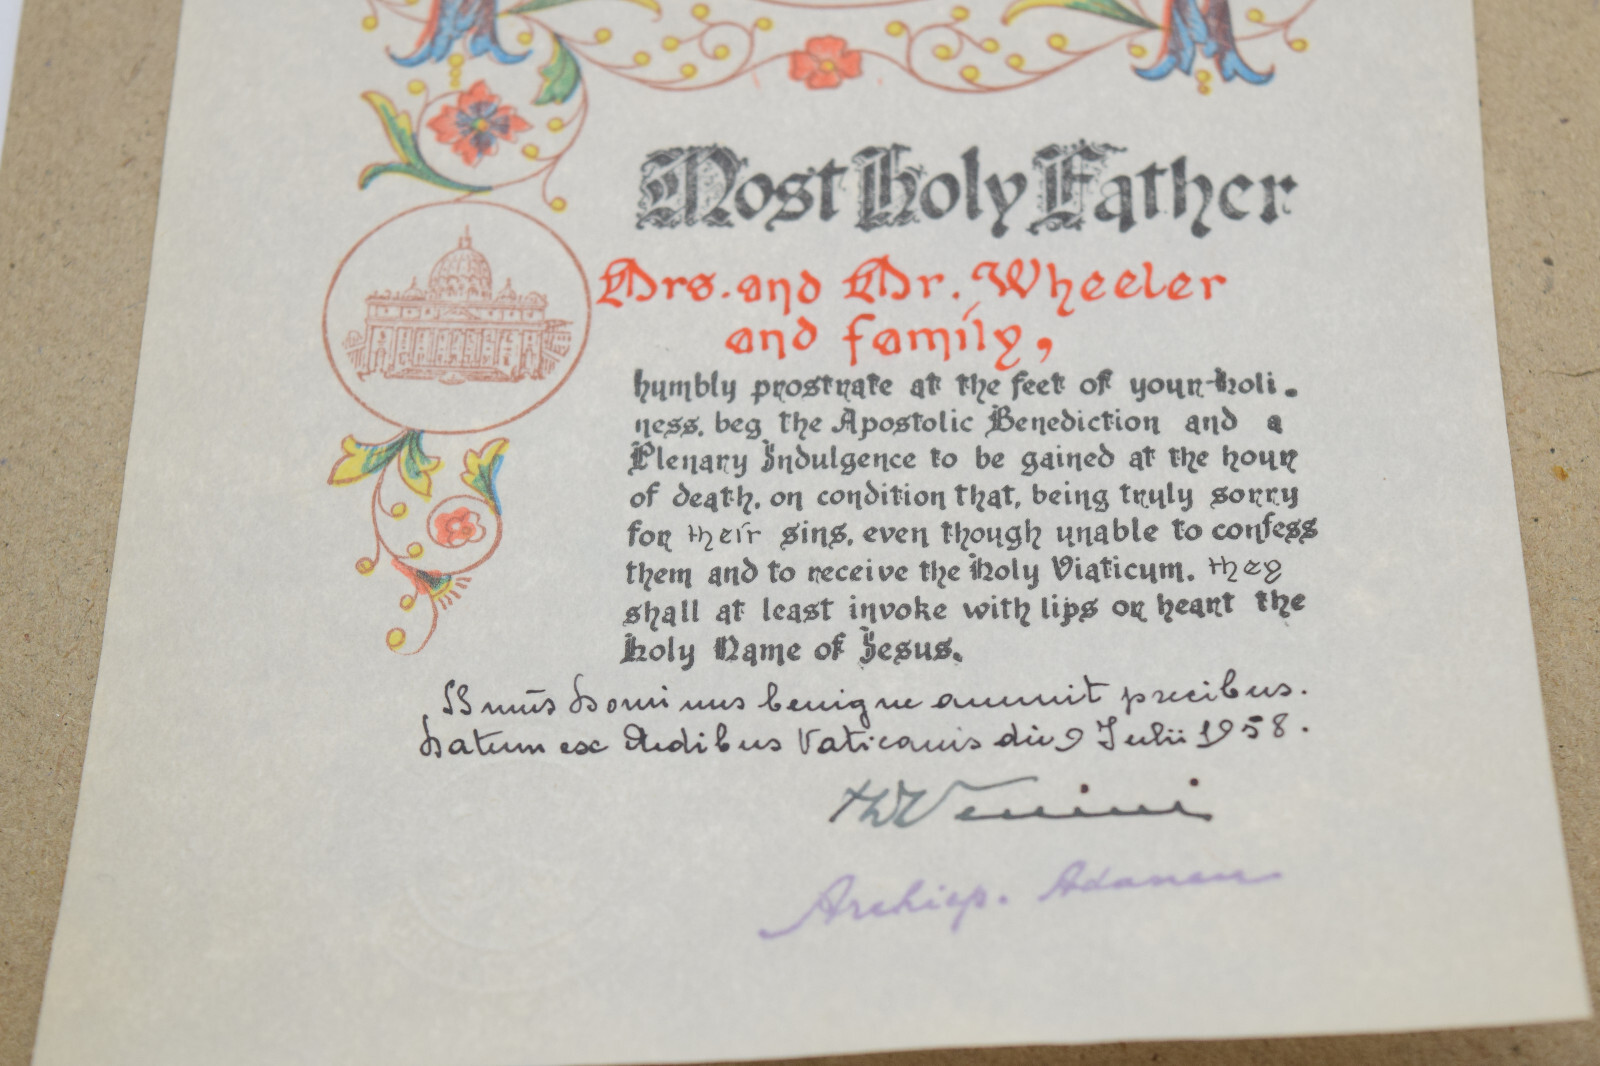 Most Holy Father
Mrs. and Mr. Wheeler
and family,
humbly prostrate at the feet of your Holi-
ness, beg the Apostolic Benediction and a
Plenary Indulgence to be gained at the hour
of death, on condition that, being truly sorry
for their sins, even though unable to confess
them and to receive the Holy Viaticum, they
shall at least invoke with lips or heart the
Holy Name of Jesus.
Ssmus Dominus benigne annuit precibus.
Datum ex Aedibus Vaticanis die 9 Julii 1958.
Venini
Archiep. Adanen